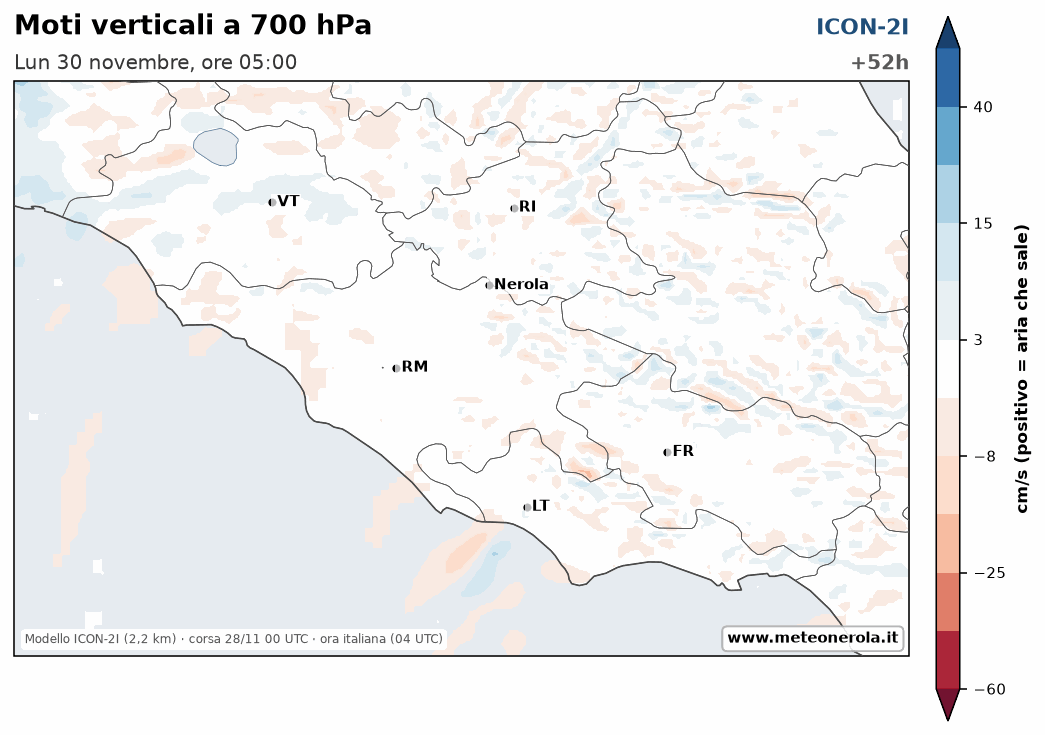 Moti verticali a 700 hPa
ICON-2I
Lun 30 novembre, ore 05:00
+52h
40
15
3
−8
−25
−60
cm/s (positivo = aria che sale)
VT
RI
Nerola
RM
FR
LT
Modello ICON-2I (2,2 km) · corsa 28/11 00 UTC · ora italiana (04 UTC)
www.meteonerola.it